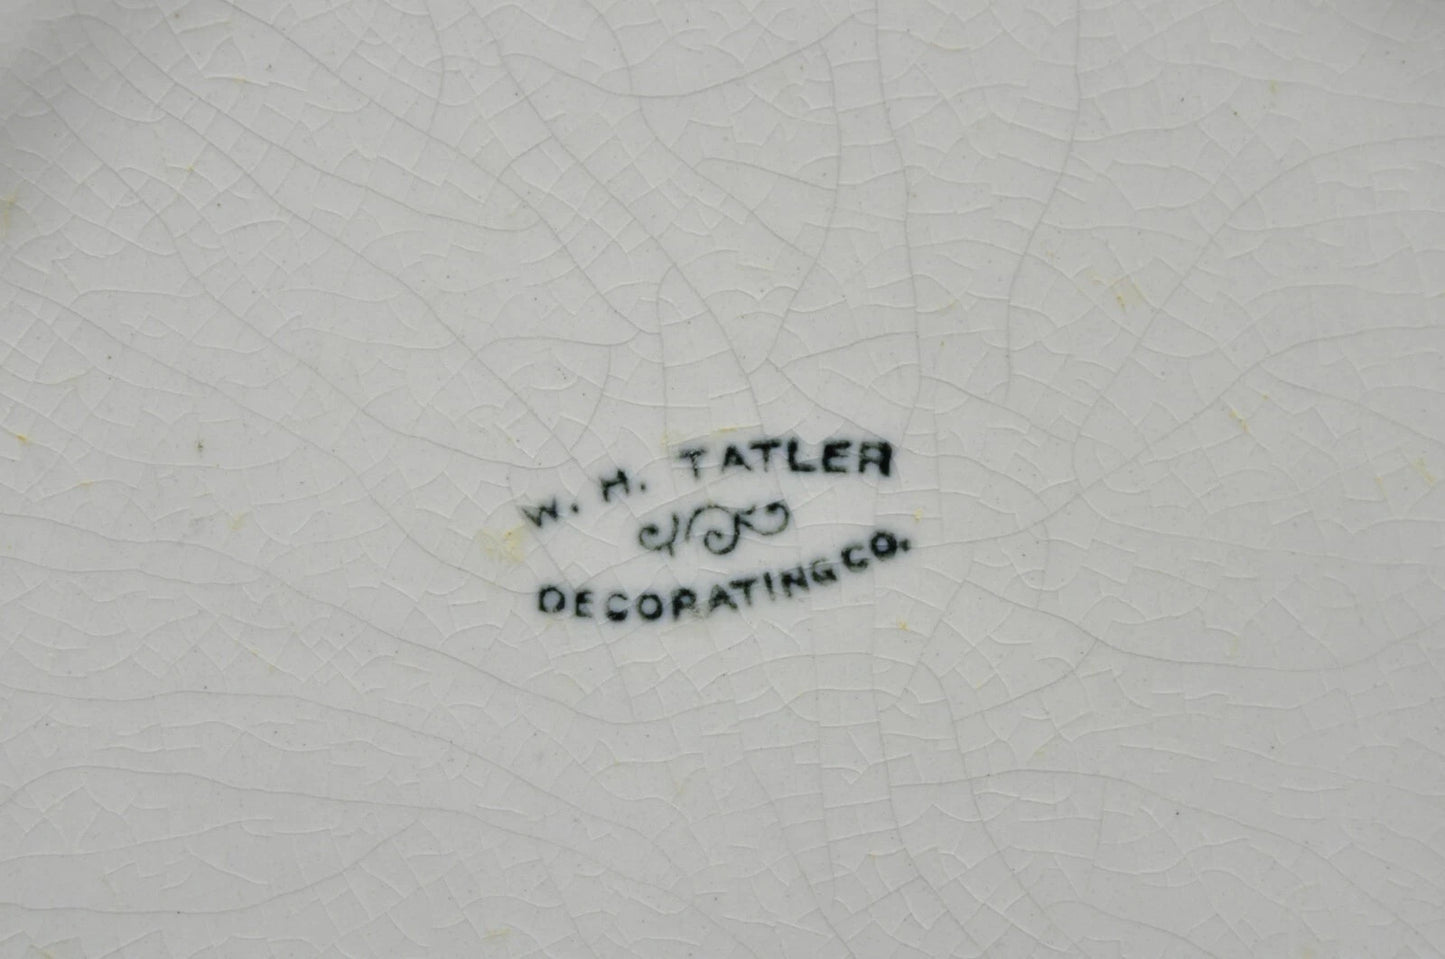 W. H. TATLER
DECORATING CO.